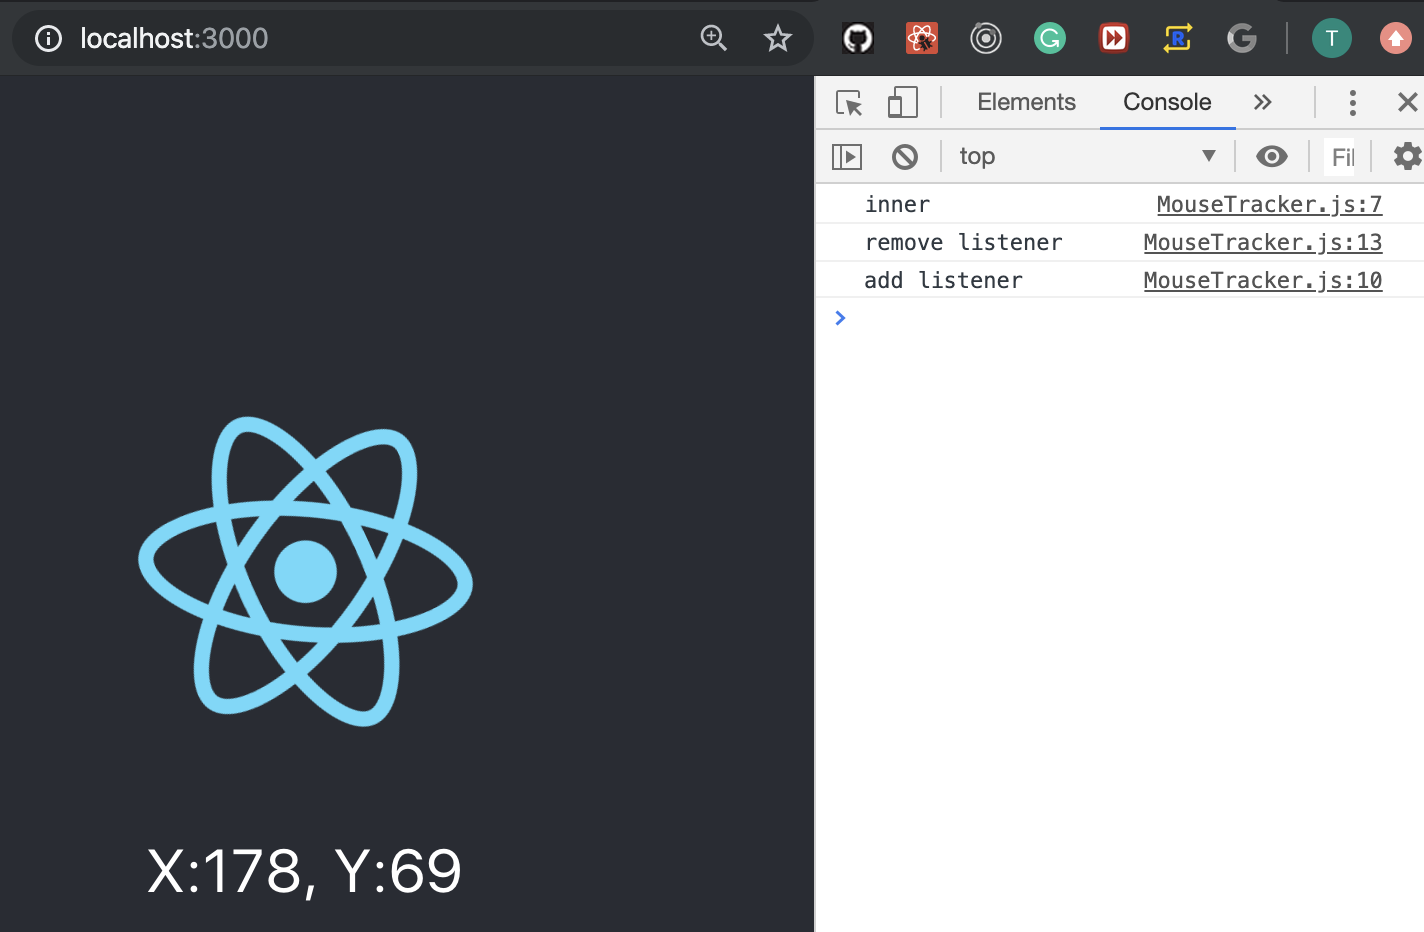 localhost:3000
T
Elements Console
top Fil
inner MouseTracker.js:7
remove listener MouseTracker.js:13
add listener MouseTracker.js:10
X:178, Y:69